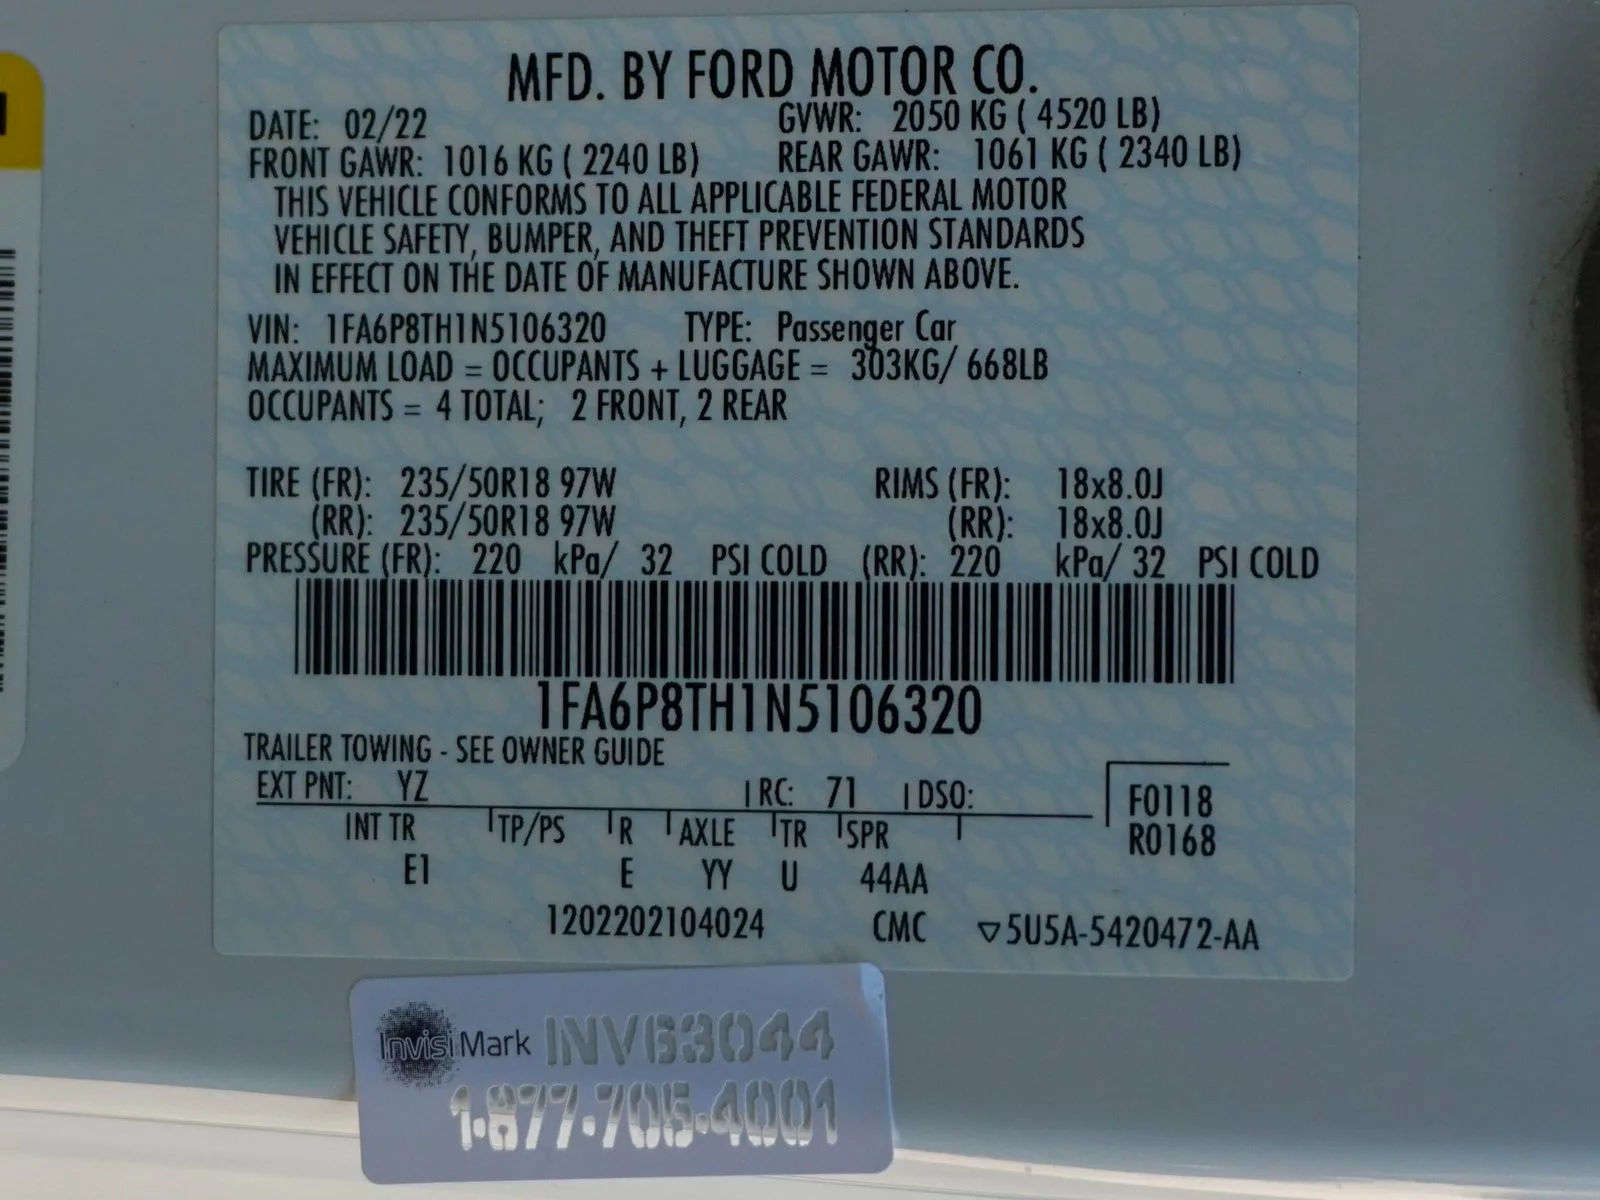 MFD. BY FORD MOTOR CO.
DATE: 02/22 GVWR: 2050 KG ( 4520 LB)
FRONT GAWR: 1016 KG ( 2240 LB) REAR GAWR: 1061 KG ( 2340 LB)
THIS VEHICLE CONFORMS TO ALL APPLICABLE FEDERAL MOTOR
VEHICLE SAFETY, BUMPER, AND THEFT PREVENTION STANDARDS
IN EFFECT ON THE DATE OF MANUFACTURE SHOWN ABOVE.
VIN: 1FA6P8TH1N5106320 TYPE: Passenger Car
MAXIMUM LOAD = OCCUPANTS + LUGGAGE = 303KG/ 668LB
OCCUPANTS = 4 TOTAL; 2 FRONT, 2 REAR
TIRE (FR): 235/50R18 97W RIMS (FR): 18x8.0J
(RR): 235/50R18 97W (RR): 18x8.0J
PRESSURE (FR): 220 kPa/ 32 PSI COLD (RR): 220 kPa/ 32 PSI COLD
1FA6P8TH1N5106320
TRAILER TOWING - SEE OWNER GUIDE
EXT PNT: YZ RC: 71 DSO: F0118
INT TR TP/PS R AXLE TR SPR R0168
E1 E YY U 44AA
1202202104024 CMC ▽5U5A-5420472-AA
InvisiMark INV63044
1-877-705-4001